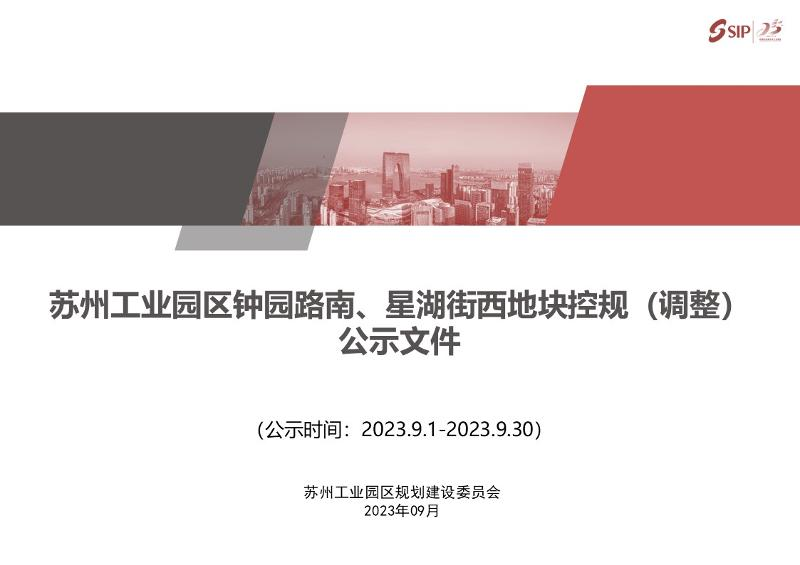 SIP
苏州工业园区钟园路南、星湖街西地块控规（调整）
公示文件
（公示时间：2023.9.1-2023.9.30）
苏州工业园区规划建设委员会
2023年09月